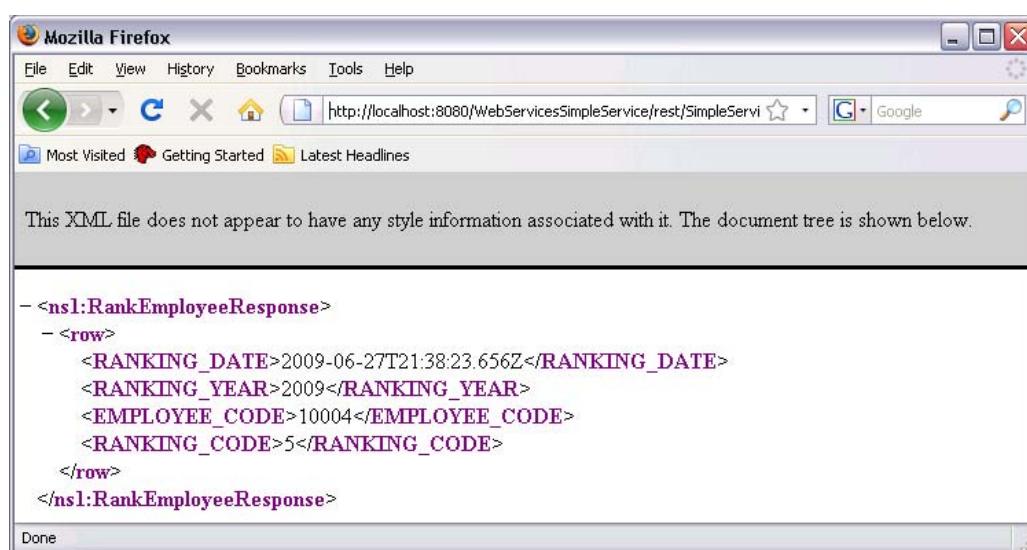 Mozilla Firefox
File Edit View History Bookmarks Tools Help
http://localhost:8080/WebServicesSimpleService/rest/SimpleServi G Google
Most Visited Getting Started Latest Headlines
This XML file does not appear to have any style information associated with it. The document tree is shown below.
– <ns1:RankEmployeeResponse>
– <row>
<RANKING_DATE>2009-06-27T21:38:23.656Z</RANKING_DATE>
<RANKING_YEAR>2009</RANKING_YEAR>
<EMPLOYEE_CODE>10004</EMPLOYEE_CODE>
<RANKING_CODE>5</RANKING_CODE>
</row>
</ns1:RankEmployeeResponse>
Done